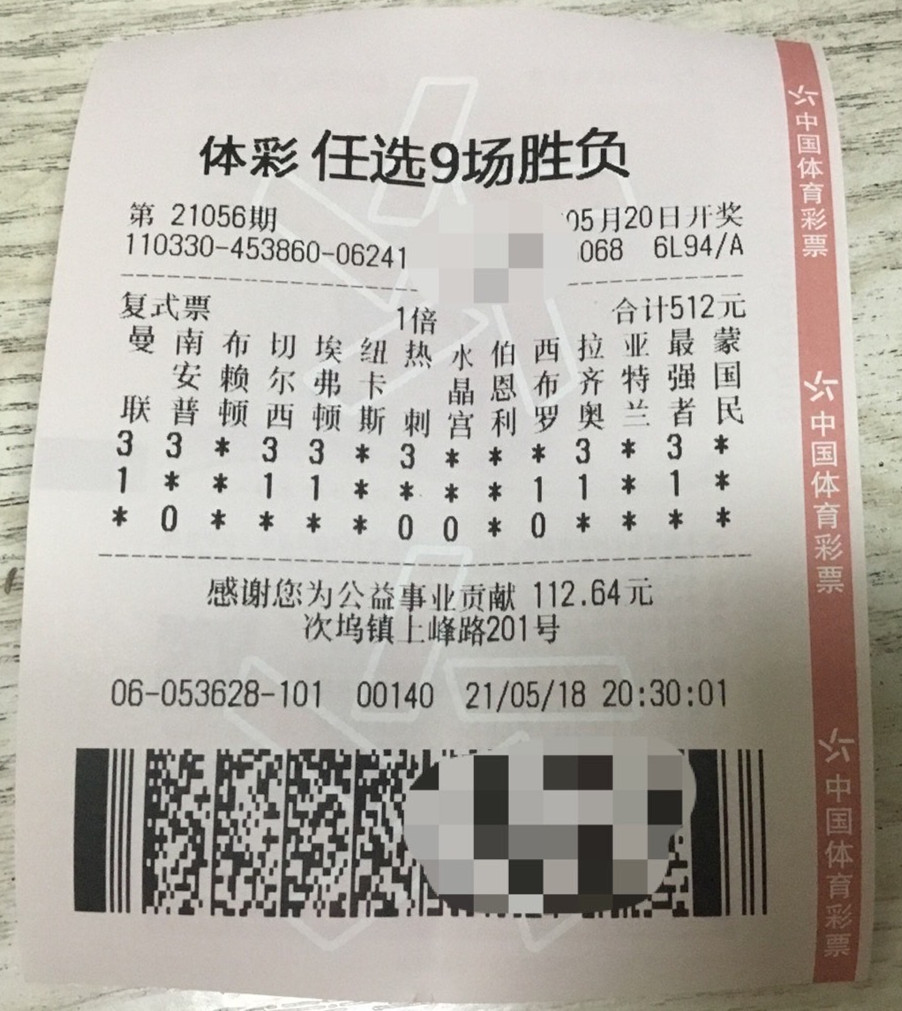 体彩 任选9场胜负
第 21056期 05月20日开奖
110330-453860-06241 068 6L94/A
复式票 1倍 合计512元
曼联 南安普 布赖顿 切尔西 埃弗顿 纽卡斯 热刺 水晶宫 伯恩利 西布罗 拉齐奥 亚特兰 最强者 蒙国民
3 3 * 3 3 * 3 * * * 3 * 3 *
1 * * 1 1 * * * * 1 1 * 1 *
* 0 * * * * 0 0 * 0 * * * *
感谢您为公益事业贡献 112.64元
次坞镇上峰路201号
06-053628-101 00140 21/05/18 20:30:01
中国体育彩票
中国体育彩票
中国体育彩票